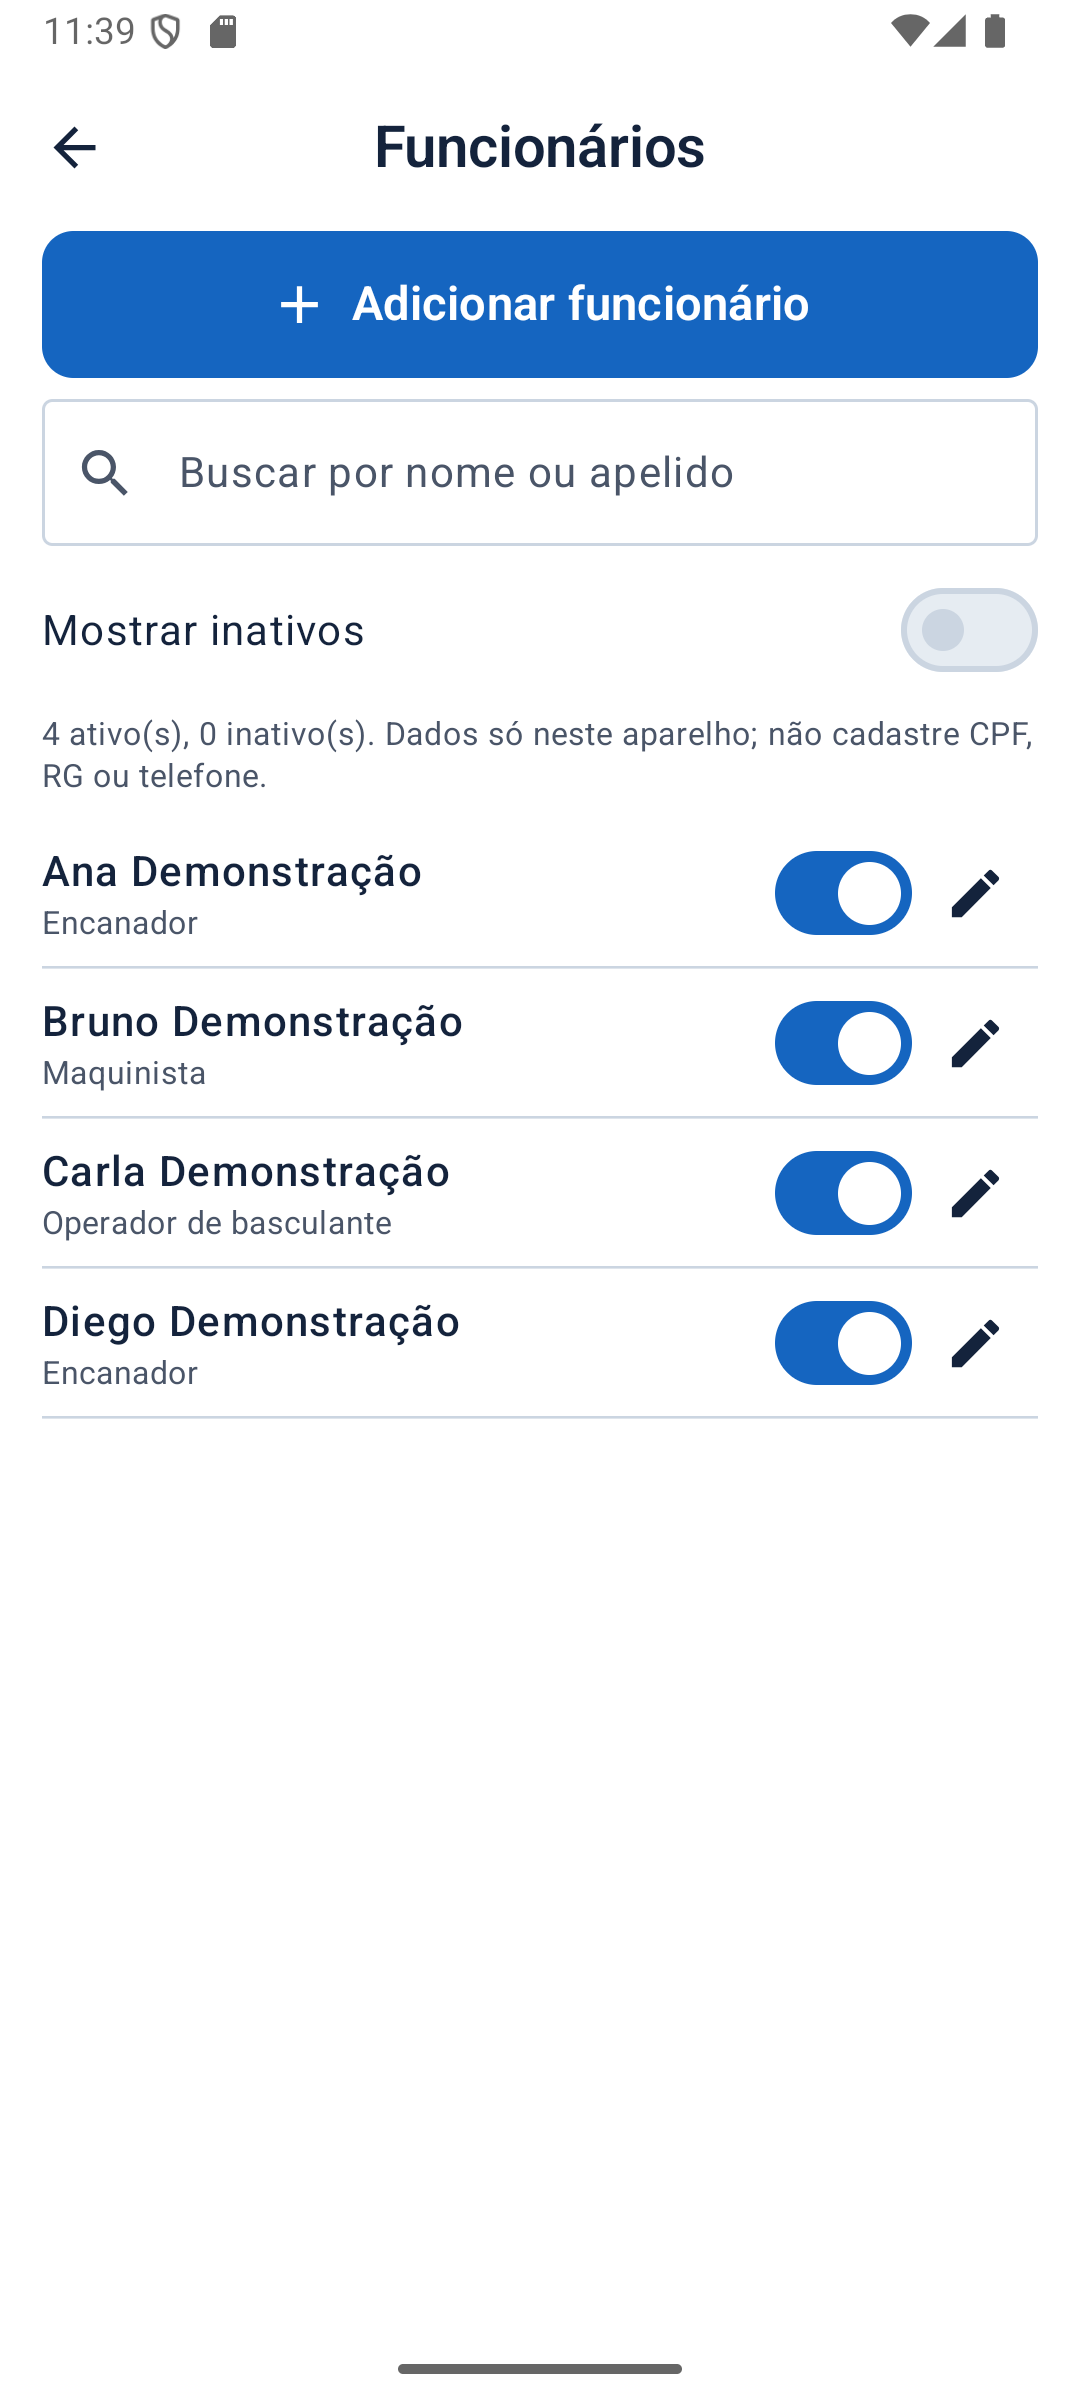 11:39
Funcionários
Adicionar funcionário
Buscar por nome ou apelido
Mostrar inativos
4 ativo(s), 0 inativo(s). Dados só neste aparelho; não cadastre CPF,
RG ou telefone.
Ana Demonstração
Encanador
Bruno Demonstração
Maquinista
Carla Demonstração
Operador de basculante
Diego Demonstração
Encanador